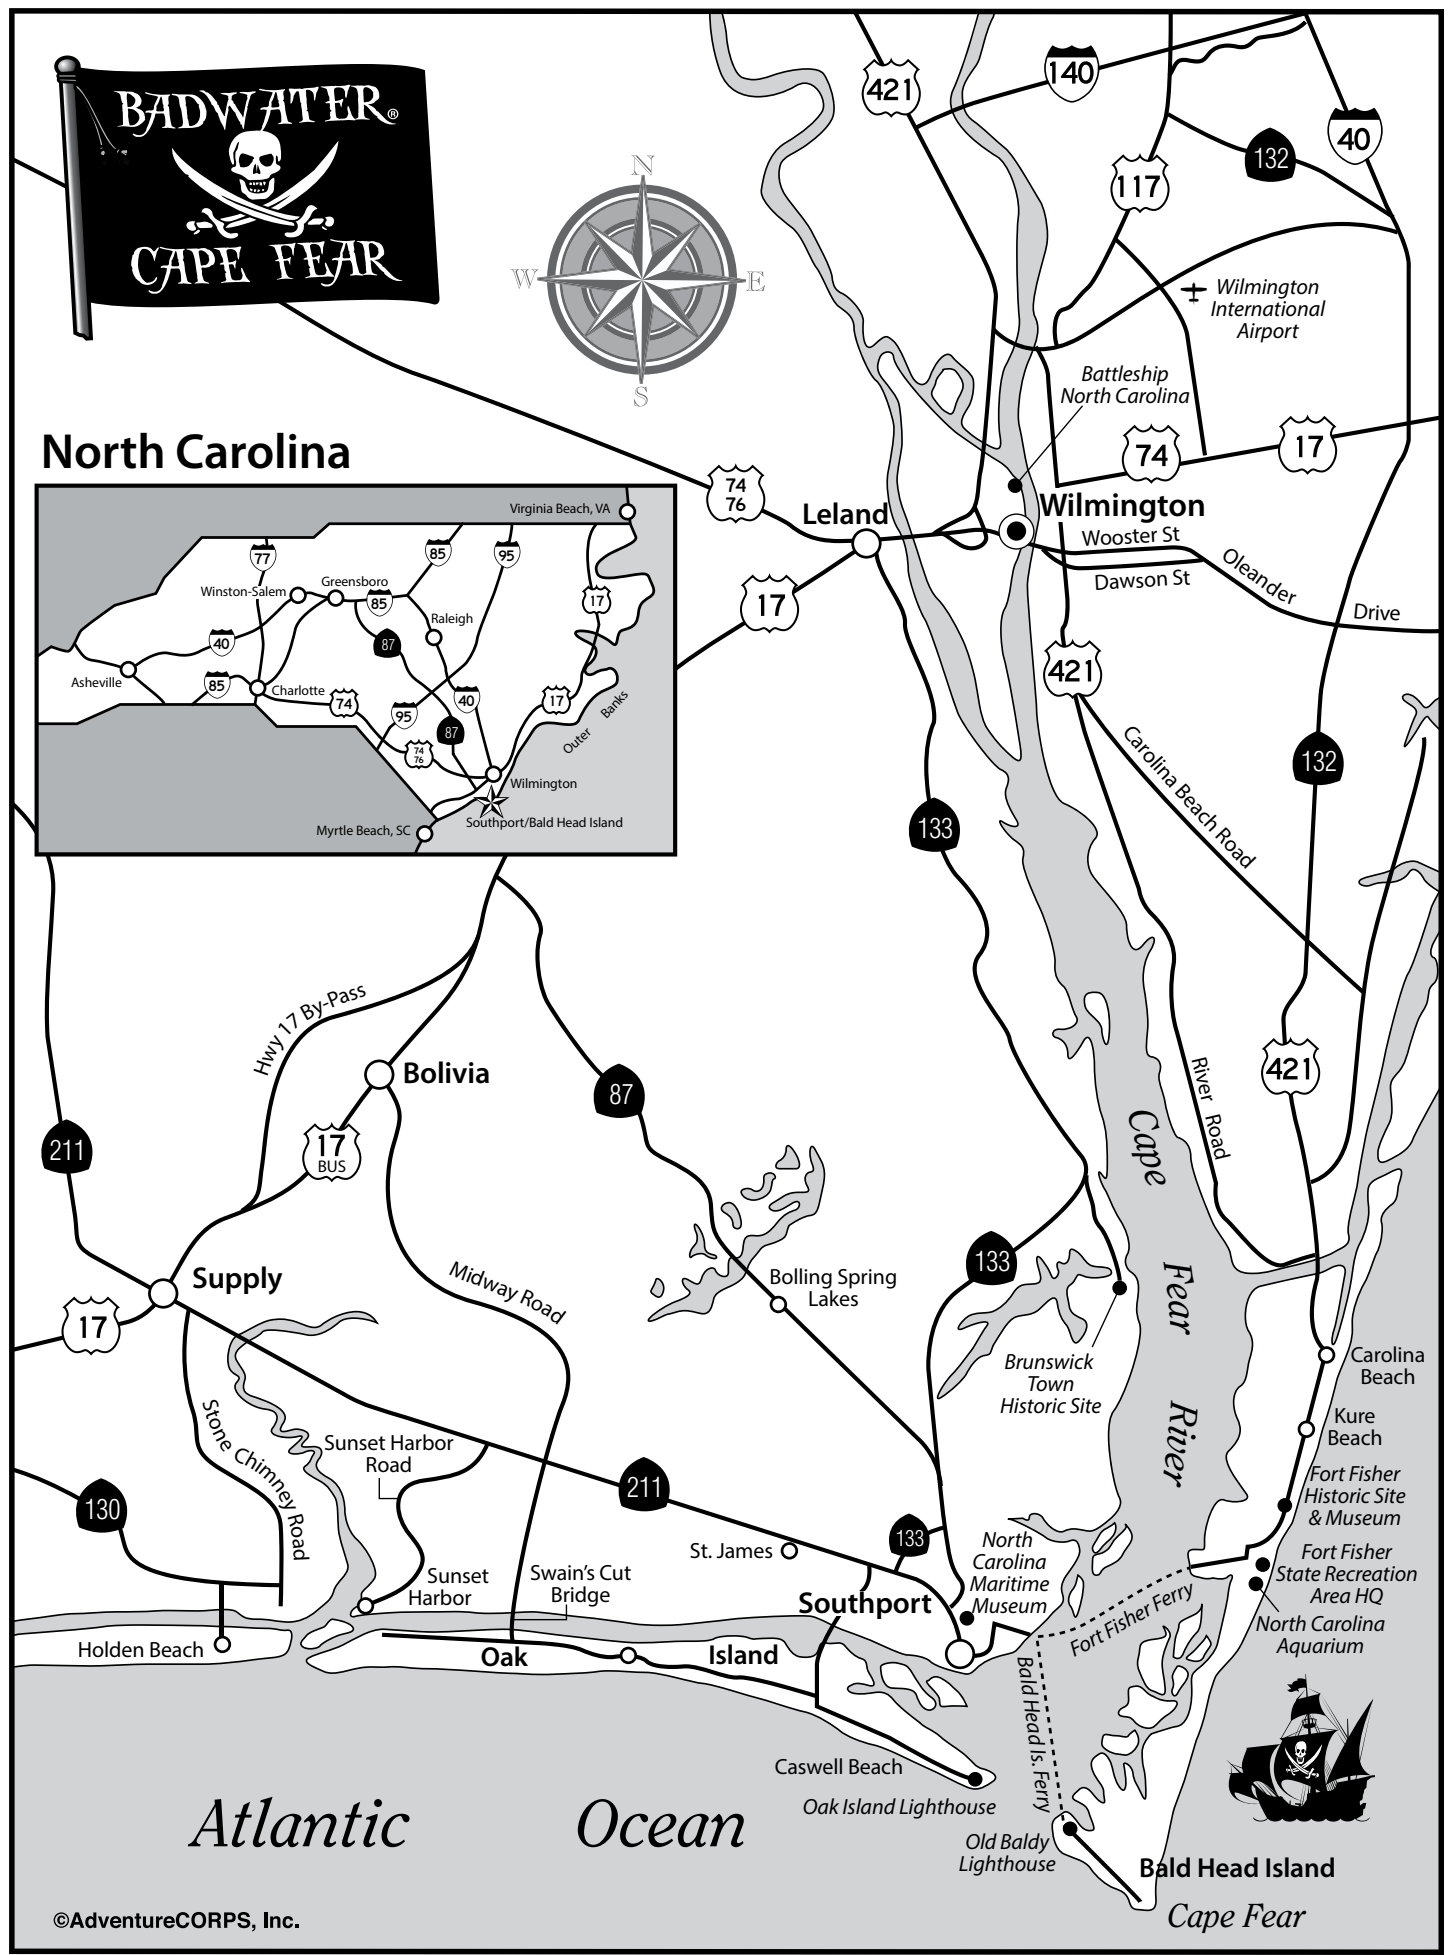 BADWATER®
CAPE FEAR
N
W
E
S
421
140
40
132
117
Wilmington
International
Airport
Battleship
North Carolina
74
17
North Carolina
Virginia Beach, VA
77
85
95
Winston-Salem
Greensboro
85
17
Raleigh
87
40
Asheville
85
Charlotte
74
95
40
17
87
74
76
Outer Banks
Wilmington
Southport/Bald Head Island
Myrtle Beach, SC
74
76
Leland
Wilmington
Wooster St
Dawson St
Oleander
Drive
17
421
132
Carolina Beach Road
133
Hwy 17 By-Pass
Bolivia
87
421
River Road
211
17
BUS
Cape
Fear
River
133
Supply
Midway Road
Bolling Spring
Lakes
17
Brunswick
Town
Historic Site
Carolina
Beach
Kure
Beach
Stone Chimney Road
Sunset Harbor
Road
211
130
Fort Fisher
Historic Site
& Museum
133
St. James
North
Carolina
Maritime
Museum
Fort Fisher
State Recreation
Area HQ
Sunset
Harbor
Swain's Cut
Bridge
Southport
Fort Fisher Ferry
North Carolina
Aquarium
Holden Beach
Oak
Island
Bald Head Is. Ferry
Caswell Beach
Oak Island Lighthouse
Atlantic
Ocean
Old Baldy
Lighthouse
Bald Head Island
Cape Fear
©AdventureCORPS, Inc.